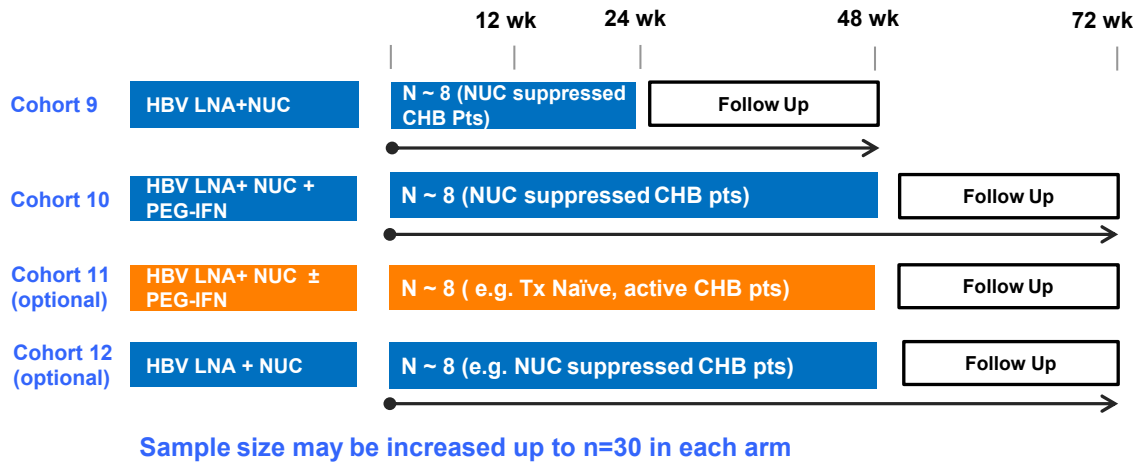 12 wk
24 wk
48 wk
72 wk
Cohort 9
HBV LNA+NUC
N ~ 8 (NUC suppressed
CHB Pts)
Follow Up
Cohort 10
HBV LNA+ NUC +
PEG-IFN
N ~ 8 (NUC suppressed CHB pts)
Follow Up
Cohort 11
(optional)
HBV LNA+ NUC ±
PEG-IFN
N ~ 8 ( e.g. Tx Naïve, active CHB pts)
Follow Up
Cohort 12
(optional)
HBV LNA + NUC
N ~ 8 (e.g. NUC suppressed CHB pts)
Follow Up
Sample size may be increased up to n=30 in each arm